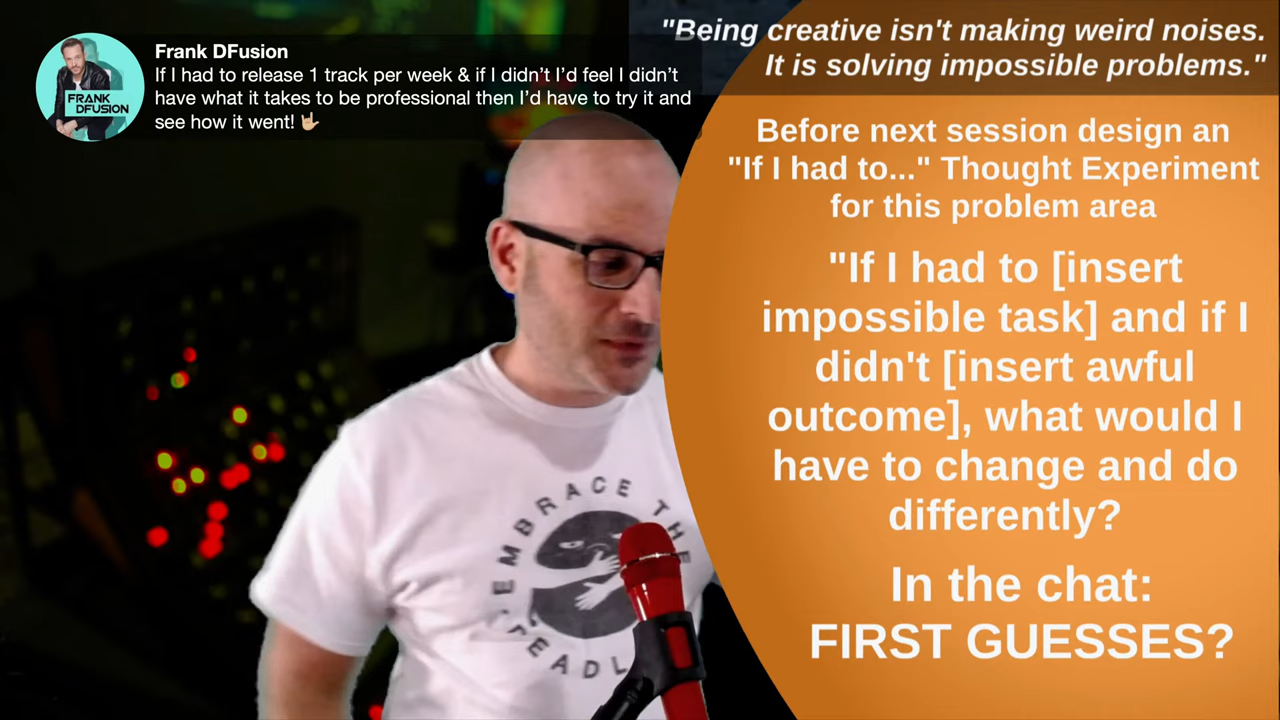 "Being creative isn't making weird noises.
It is solving impossible problems."
Frank DFusion
If I had to release 1 track per week & if I didn't I'd feel I didn't
have what it takes to be professional then I'd have to try it and
see how it went! 🤟🏼
FRANK
DFUSION
Before next session design an
"If I had to..." Thought Experiment
for this problem area
"If I had to [insert
impossible task] and if I
didn't [insert awful
outcome], what would I
have to change and do
differently?
In the chat:
FIRST GUESSES?
EMBRACE THE